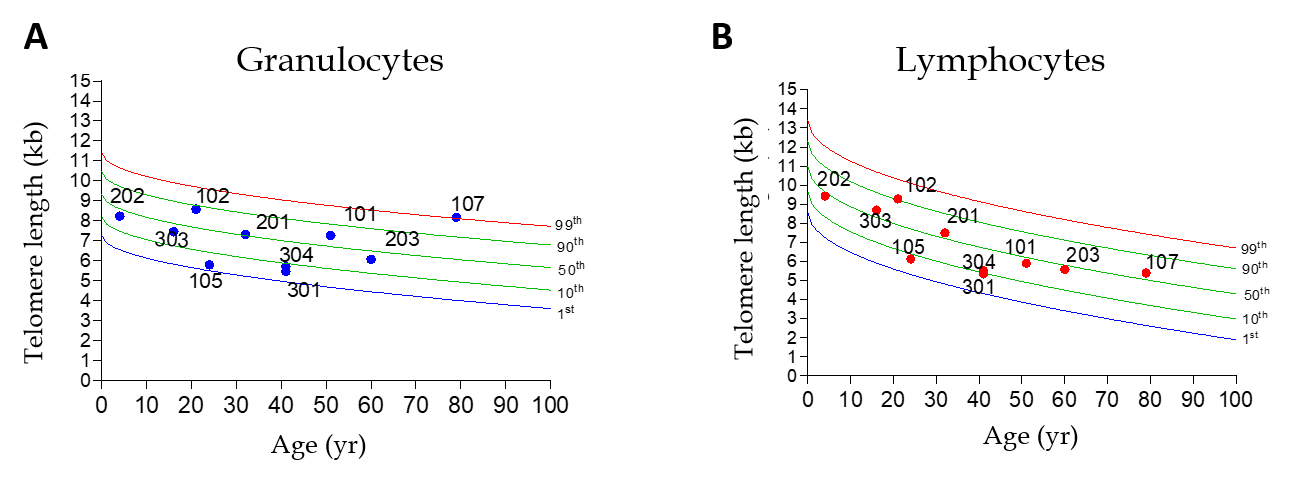 A
Granulocytes
Telomere length (kb)
15
14
13
12
11
10
9
8
7
6
5
4
3
2
1
0
202
102
107
101
201
303
203
304
105
301
99th
90th
50th
10th
1st
0 10 20 30 40 50 60 70 80 90 100
Age (yr)
B
Lymphocytes
Telomere length (kb)
15
14
13
12
11
10
9
8
7
6
5
4
3
2
1
0
202
102
303
201
105
101
304
203
107
301
99th
90th
50th
10th
1st
0 10 20 30 40 50 60 70 80 90 100
Age (yr)